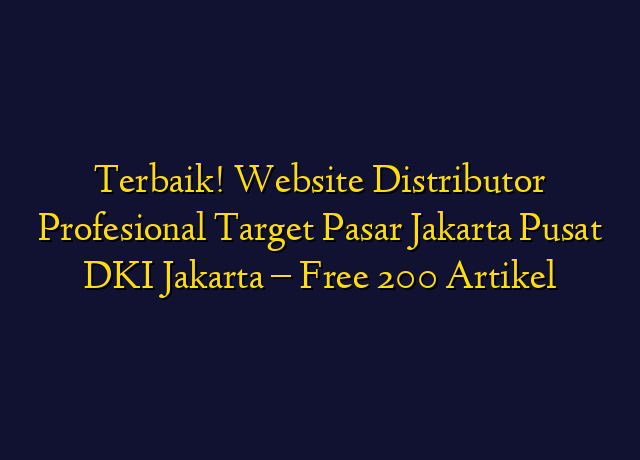 Terbaik! Website Distributor
Profesional Target Pasar Jakarta Pusat
DKI Jakarta – Free 200 Artikel